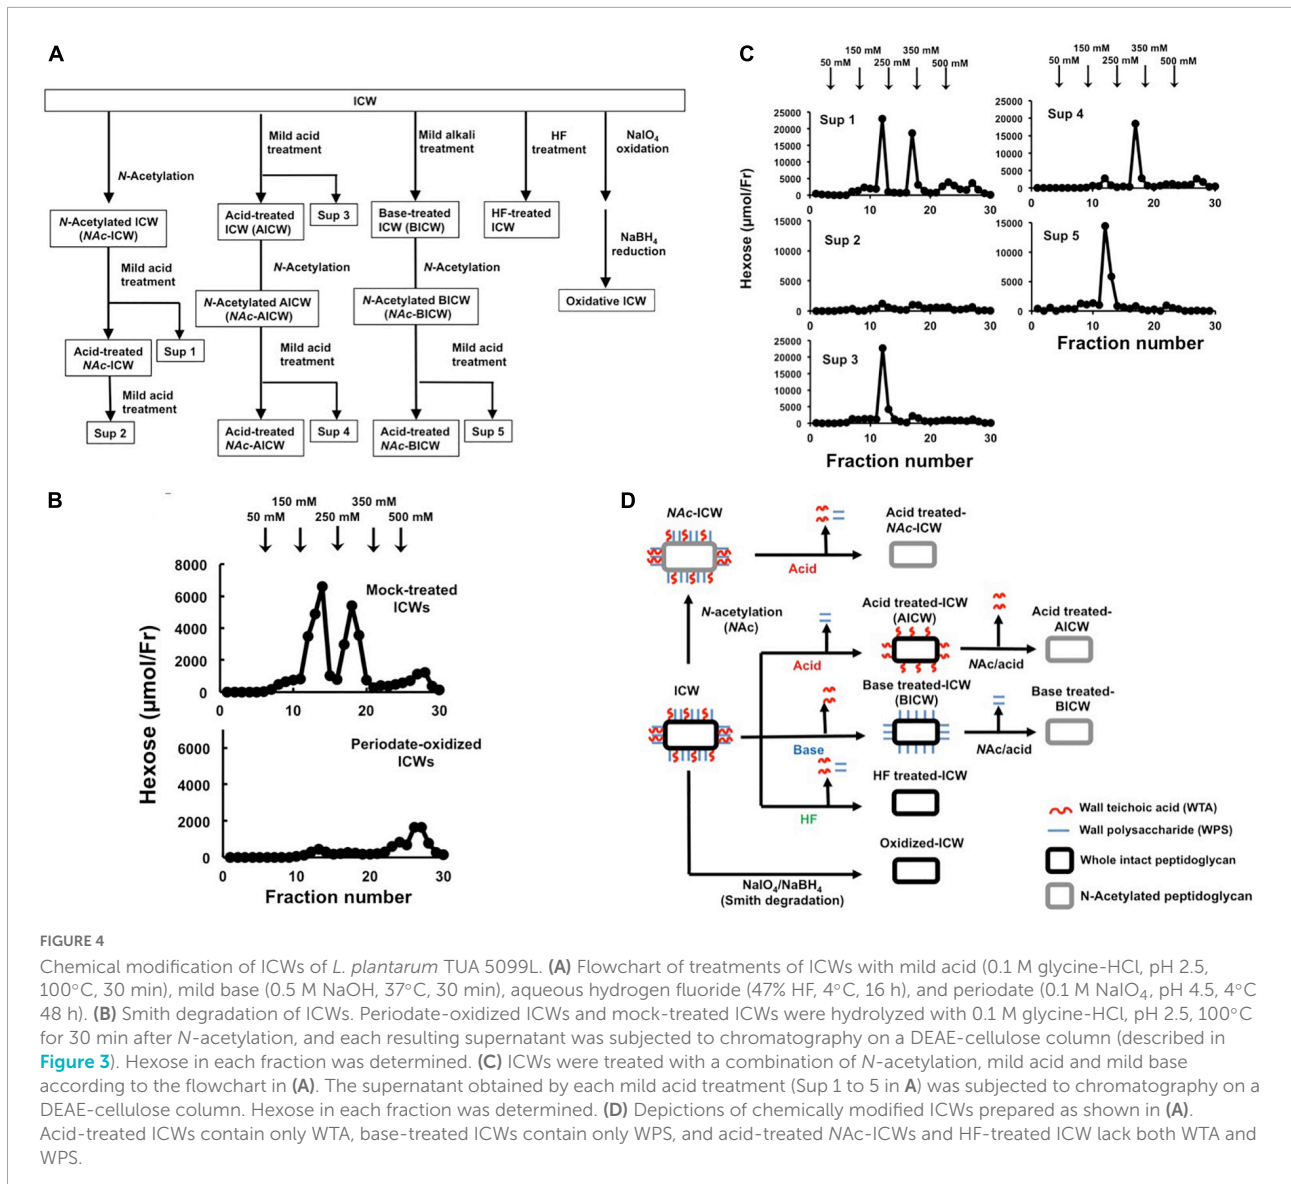 A
ICW
N-Acetylation
Mild acid
treatment
Mild alkali
treatment
HF
treatment
NaIO4
oxidation
N-Acetylated ICW
(NAc-ICW)
Acid-treated
ICW (AICW)
Sup 3
Base-treated
ICW (BICW)
HF-treated
ICW
NaBH4
reduction
Mild acid
treatment
N-Acetylation
N-Acetylation
N-Acetylated AICW
(NAc-AICW)
N-Acetylated BICW
(NAc-BICW)
Oxidative ICW
Acid-treated
NAc-ICW
Sup 1
Mild acid
treatment
Mild acid
treatment
Mild acid
treatment
Sup 2
Acid-treated
NAc-AICW
Sup 4
Acid-treated
NAc-BICW
Sup 5
B
150 mM
350 mM
50 mM
250 mM
500 mM
8000
6000
4000
2000
0
Mock-treated
ICWs
0
10
20
30
Hexose (μmol/Fr)
6000
4000
2000
0
Periodate-oxidized
ICWs
0
10
20
30
Fraction number
C
150 mM
350 mM
50 mM
250 mM
500 mM
25000
20000
15000
10000
5000
0
Sup 1
0
10
20
30
Hexose (μmol/Fr)
15000
10000
5000
0
Sup 2
0
10
20
30
25000
20000
15000
10000
5000
0
Sup 3
0
10
20
30
Fraction number
150 mM
350 mM
50 mM
250 mM
500 mM
25000
20000
15000
10000
5000
0
Sup 4
0
10
20
30
15000
10000
5000
0
Sup 5
0
10
20
30
Fraction number
D
NAc-ICW
Acid
Acid treated-
NAc-ICW
N-acetylation
(NAc)
Acid treated-ICW
(AICW)
Acid treated-
AICW
Acid
NAc/acid
ICW
Base treated-ICW
(BICW)
Base treated-
BICW
Base
NAc/acid
HF treated-ICW
HF
Oxidized-ICW
NaIO4/NaBH4
(Smith degradation)
Wall teichoic acid (WTA)
Wall polysaccharide (WPS)
Whole intact peptidoglycan
N-Acetylated peptidoglycan
FIGURE 4
Chemical modification of ICWs of L. plantarum TUA 5099L. (A) Flowchart of treatments of ICWs with mild acid (0.1 M glycine-HCl, pH 2.5,
100°C, 30 min), mild base (0.5 M NaOH, 37°C, 30 min), aqueous hydrogen fluoride (47% HF, 4°C, 16 h), and periodate (0.1 M NaIO4, pH 4.5, 4°C
48 h). (B) Smith degradation of ICWs. Periodate-oxidized ICWs and mock-treated ICWs were hydrolyzed with 0.1 M glycine-HCl, pH 2.5, 100°C
for 30 min after N-acetylation, and each resulting supernatant was subjected to chromatography on a DEAE-cellulose column (described in
Figure 3). Hexose in each fraction was determined. (C) ICWs were treated with a combination of N-acetylation, mild acid and mild base
according to the flowchart in (A). The supernatant obtained by each mild acid treatment (Sup 1 to 5 in A) was subjected to chromatography on a
DEAE-cellulose column. Hexose in each fraction was determined. (D) Depictions of chemically modified ICWs prepared as shown in (A).
Acid-treated ICWs contain only WTA, base-treated ICWs contain only WPS, and acid-treated NAc-ICWs and HF-treated ICW lack both WTA and
WPS.